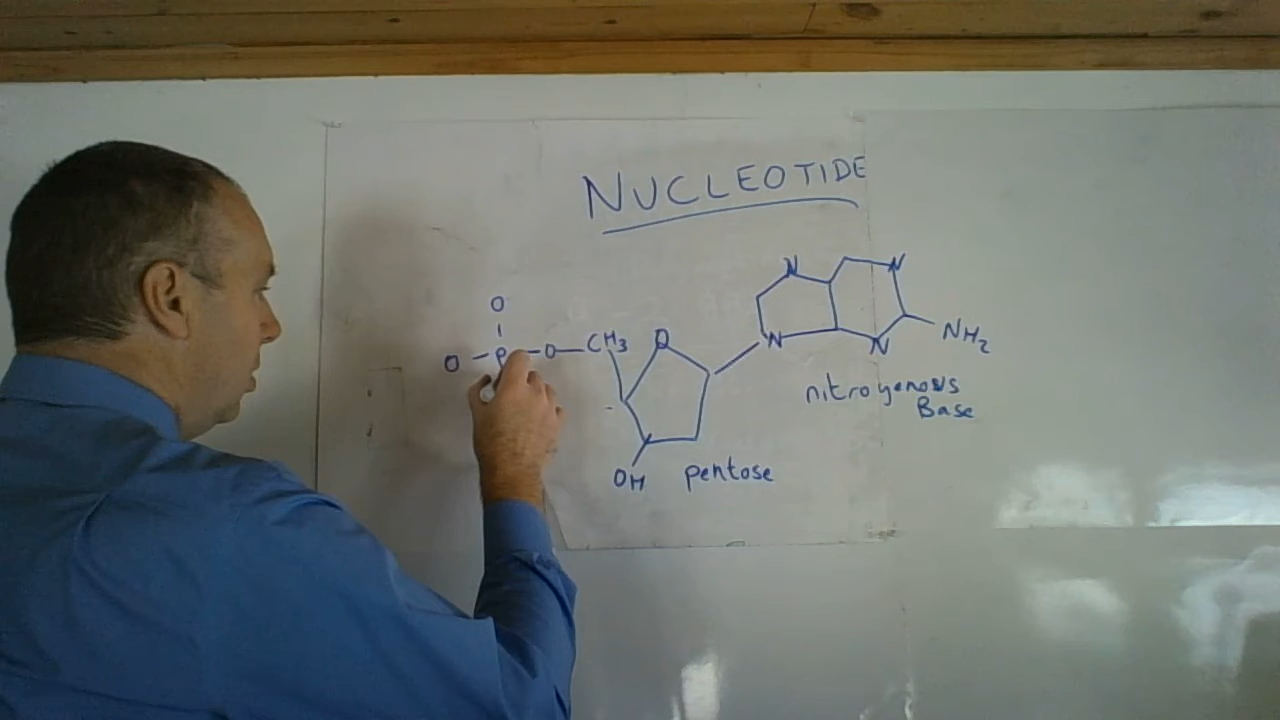 NUCLEOTIDE
N N
O
O P O CH3 O N N NH2
nitrogenous
Base
OH pentose